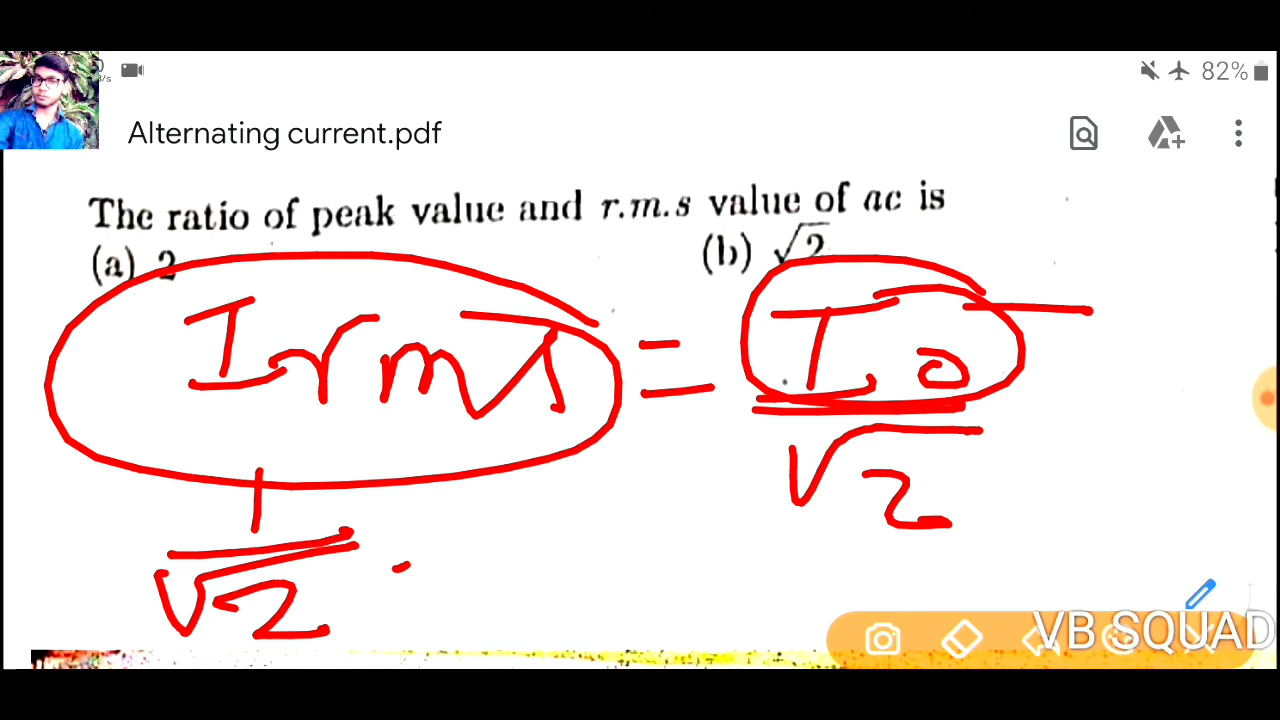 82%
Alternating current.pdf
The ratio of peak value and r.m.s value of ac is
(a) 2 (b) √2
Irms = I0
√2
1
√2
VB SQUAD